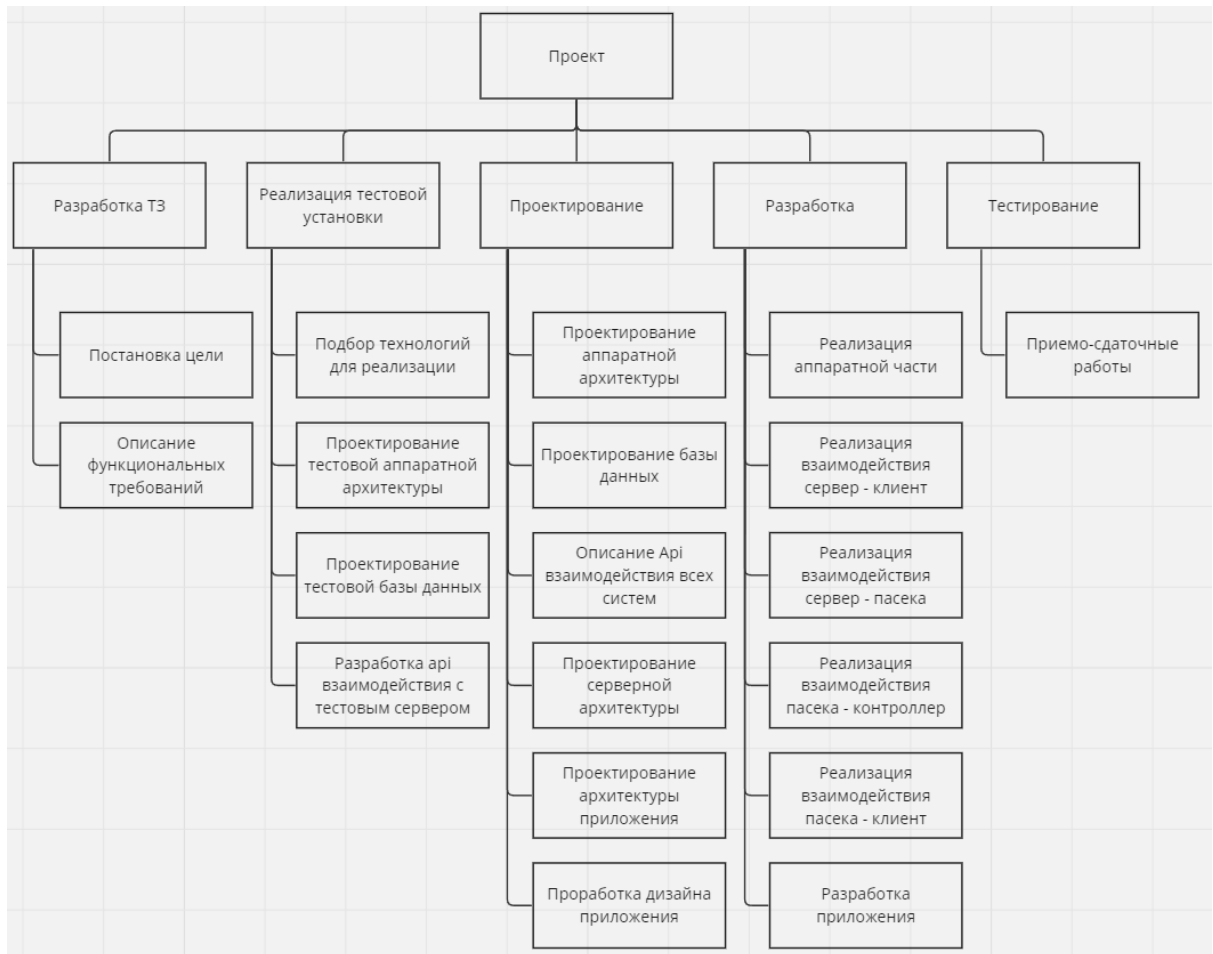 Проект
Разработка ТЗ
Реализация тестовой
установки
Проектирование
Разработка
Тестирование
Постановка цели
Описание
функциональных
требований
Подбор технологий
для реализации
Проектирование
тестовой аппаратной
архитектуры
Проектирование
тестовой базы данных
Разработка api
взаимодействия с
тестовым сервером
Проектирование
аппаратной
архитектуры
Проектирование базы
данных
Описание Api
взаимодействия всех
систем
Проектирование
серверной
архитектуры
Проектирование
архитектуры
приложения
Проработка дизайна
приложения
Реализация
аппаратной части
Реализация
взаимодействия
сервер - клиент
Реализация
взаимодействия
сервер - пасека
Реализация
взаимодействия
пасека - контроллер
Реализация
взаимодействия
пасека - клиент
Разработка
приложения
Приемо-сдаточные
работы